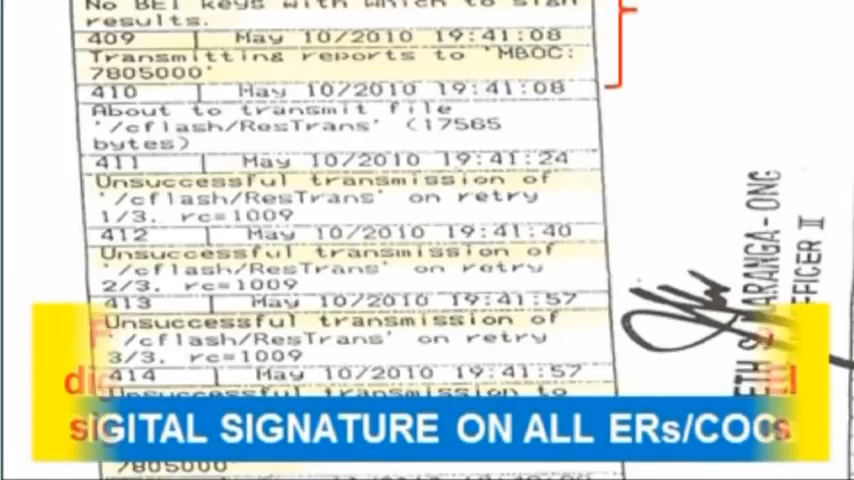 No BEI keys with which to sign
results.
409 | May 10/2010 19:41:08
Transmitting reports to 'MBOC:
7805000'
410 | May 10/2010 19:41:08
About to transmit file
'/cflash/ResTrans' (17565
bytes)
411 | May 10/2010 19:41:24
Unsuccessful transmission of
'/cflash/ResTrans' on retry
1/3. rc=1009
412 | May 10/2010 19:41:40
Unsuccessful transmission of
'/cflash/ResTrans' on retry
2/3. rc=1009
413 | May 10/2010 19:41:57
Unsuccessful transmission of
'/cflash/ResTrans' on retry
3/3. rc=1009
414 | May 10/2010 19:41:57
Unsuccessful transmission to
IGITAL SIGNATURE ON ALL ERs/COCs
7805000'
ARANGA-ONG
FFICER II